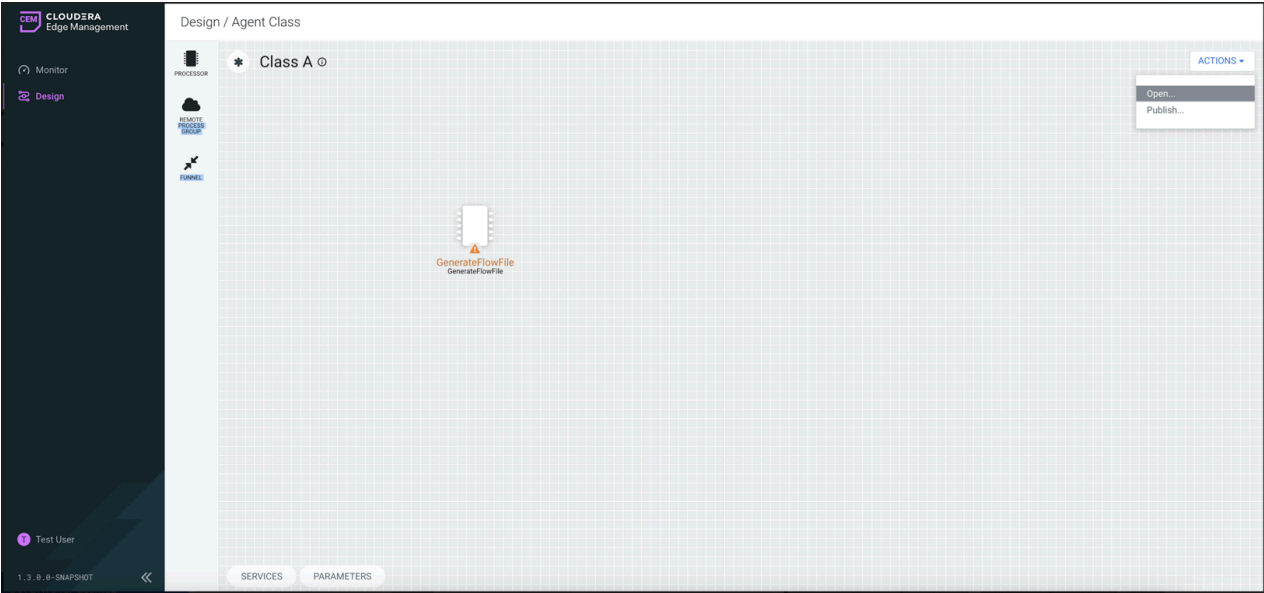 CEM
CLOUDERA
Edge Management
Design / Agent Class
Monitor
Design
PROCESSOR
REMOTE
PROCESS
GROUP
FUNNEL
Class A
ACTIONS
Open...
Publish...
GenerateFlowFile
GenerateFlowFile
T Test User
1.3.0.0-SNAPSHOT
SERVICES
PARAMETERS